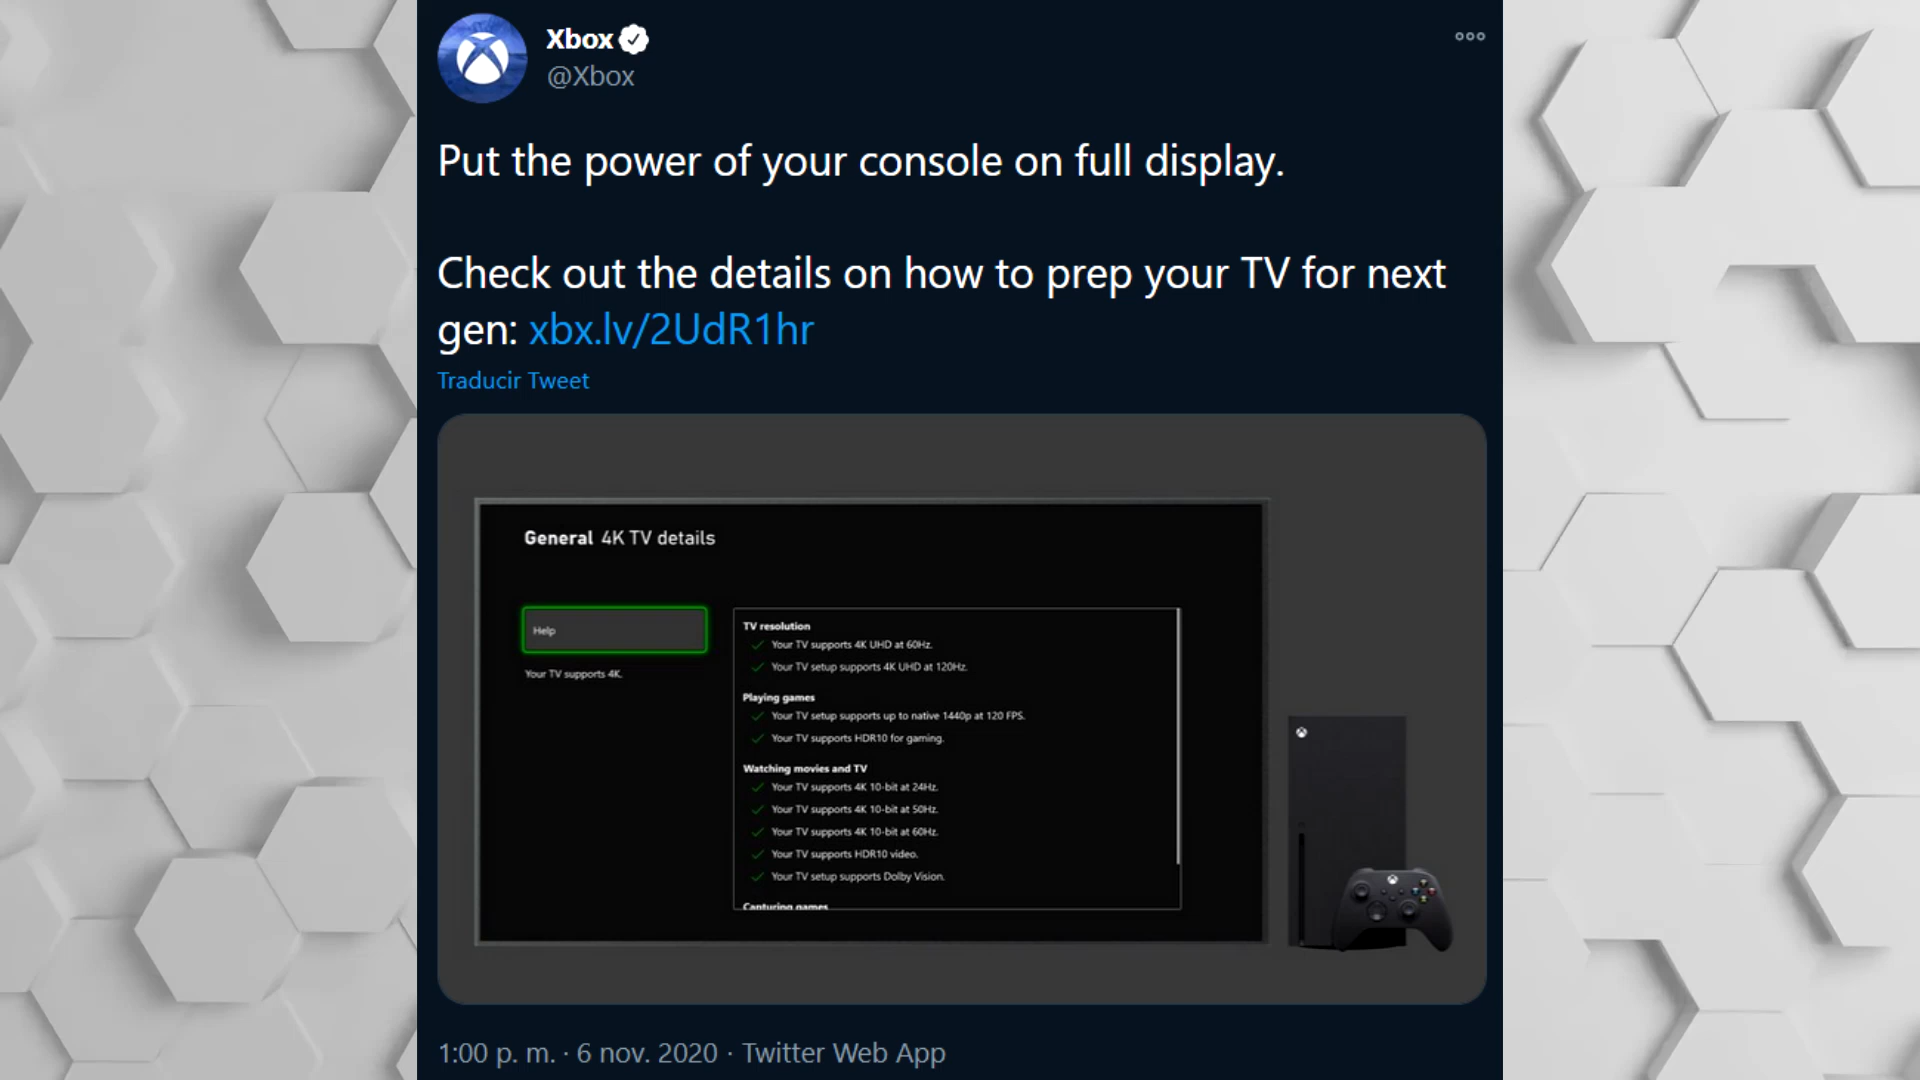 Xbox
@Xbox
Put the power of your console on full display.
Check out the details on how to prep your TV for next
gen: xbx.lv/2UdR1hr
Traducir Tweet
General 4K TV details
Help
Your TV supports 4K.
TV resolution
Your TV supports 4K UHD at 60Hz.
Your TV setup supports 4K UHD at 120Hz.
Playing games
Your TV setup supports up to native 1440p at 120 FPS.
Your TV supports HDR10 for gaming.
Watching movies and TV
Your TV supports 4K 10-bit at 24Hz.
Your TV supports 4K 10-bit at 50Hz.
Your TV supports 4K 10-bit at 60Hz.
Your TV supports HDR10 video.
Your TV setup supports Dolby Vision.
Capturing games
1:00 p. m. · 6 nov. 2020 · Twitter Web App